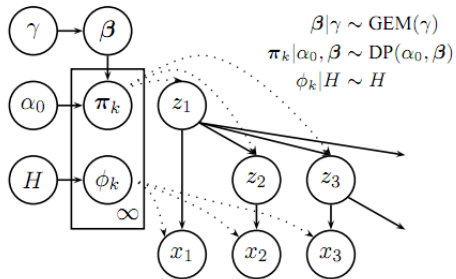 γ β β|γ ~ GEM(γ)
π_k|α_0, β ~ DP(α_0, β)
φ_k|H ~ H
α_0 π_k z_1
H φ_k z_2 z_3
∞
x_1 x_2 x_3